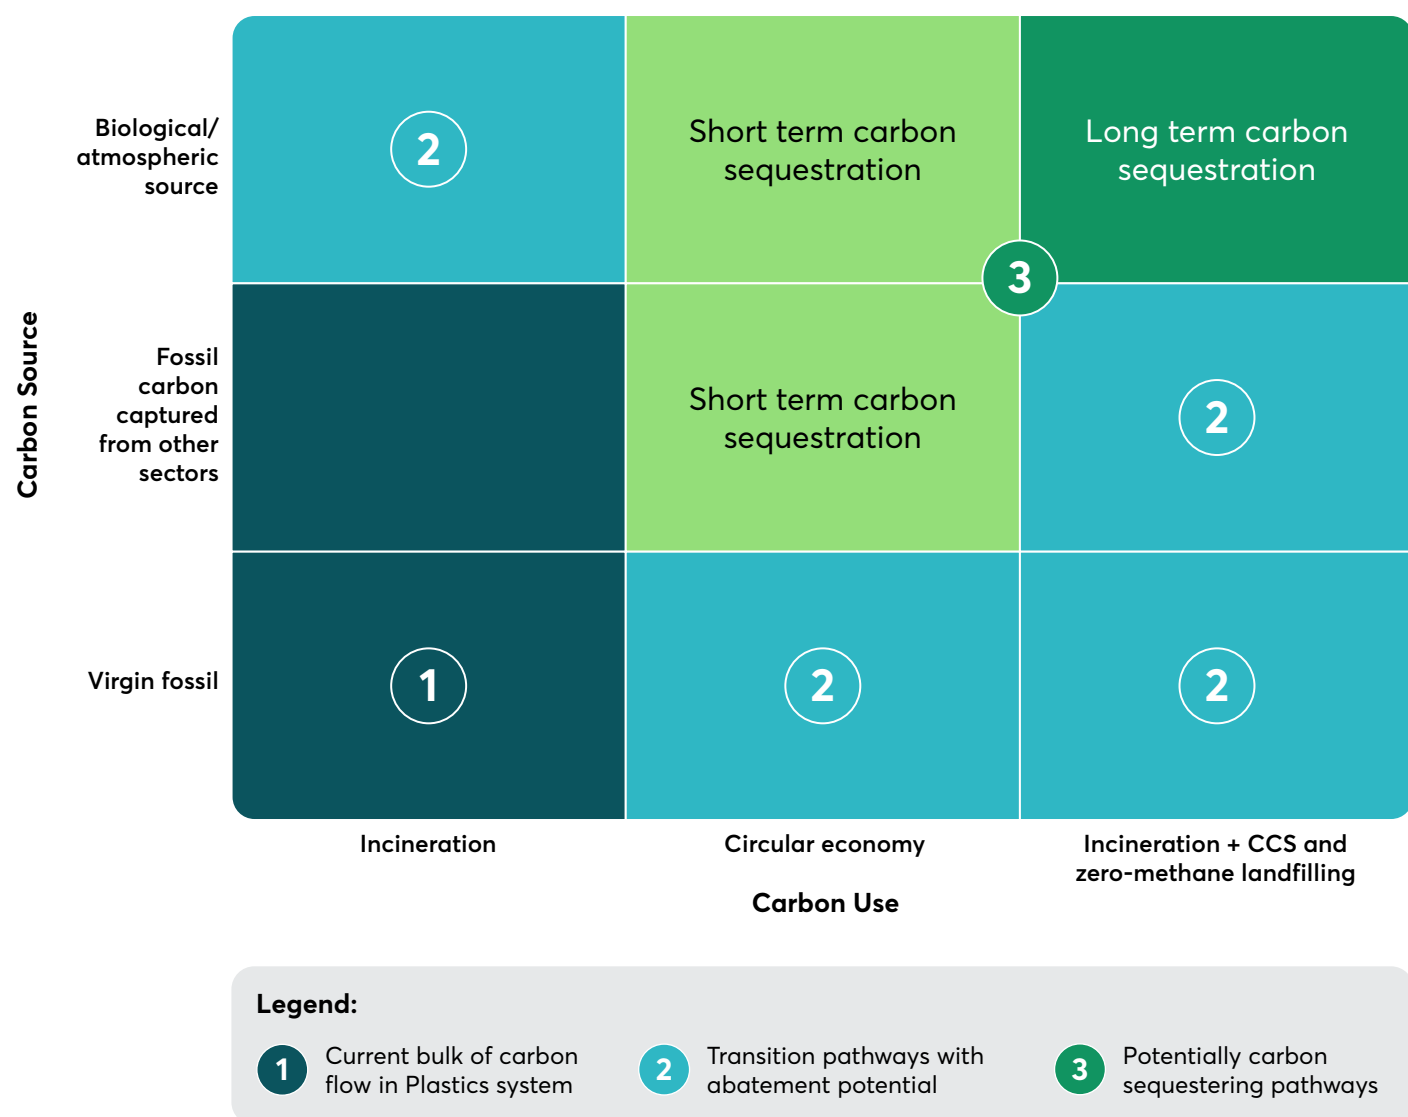 Carbon Source
Biological/
atmospheric
source
2
Short term carbon
sequestration
Long term carbon
sequestration
3
Fossil
carbon
captured
from other
sectors
Short term carbon
sequestration
2
Virgin fossil
1
2
2
Incineration
Circular economy
Incineration + CCS and
zero-methane landfilling
Carbon Use
Legend:
1
Current bulk of carbon
flow in Plastics system
2
Transition pathways with
abatement potential
3
Potentially carbon
sequestering pathways